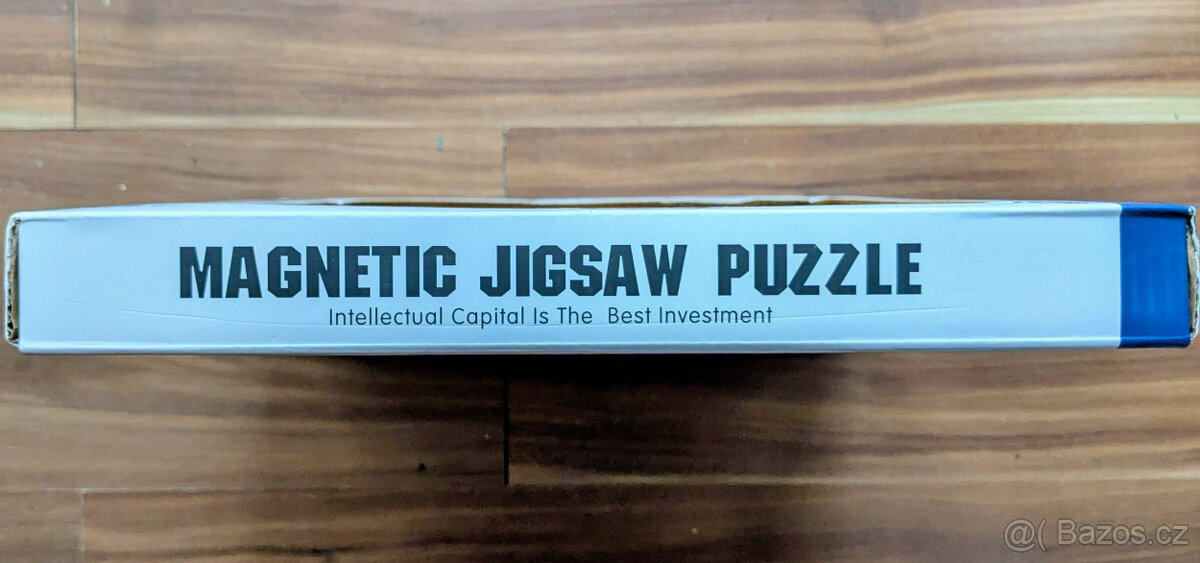 MAGNETIC JIGSAW PUZZLE
Intellectual Capital Is The Best Investment
@( Bazos.cz